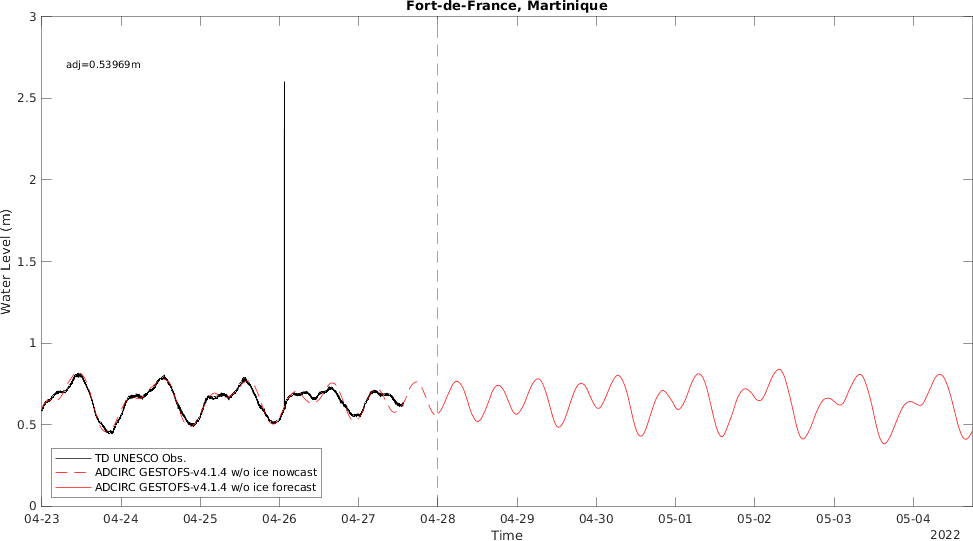 Fort-de-France, Martinique
adj=0.53969m
3
2.5
2
1.5
1
0.5
0
Water Level (m)
TD UNESCO Obs.
ADCIRC GESTOFS-v4.1.4 w/o ice nowcast
ADCIRC GESTOFS-v4.1.4 w/o ice forecast
04-23 04-24 04-25 04-26 04-27 04-28 04-29 04-30 05-01 05-02 05-03 05-04
Time
2022